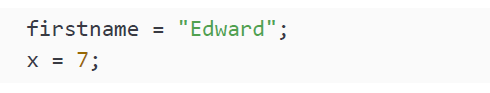 firstname = "Edward";
x = 7;